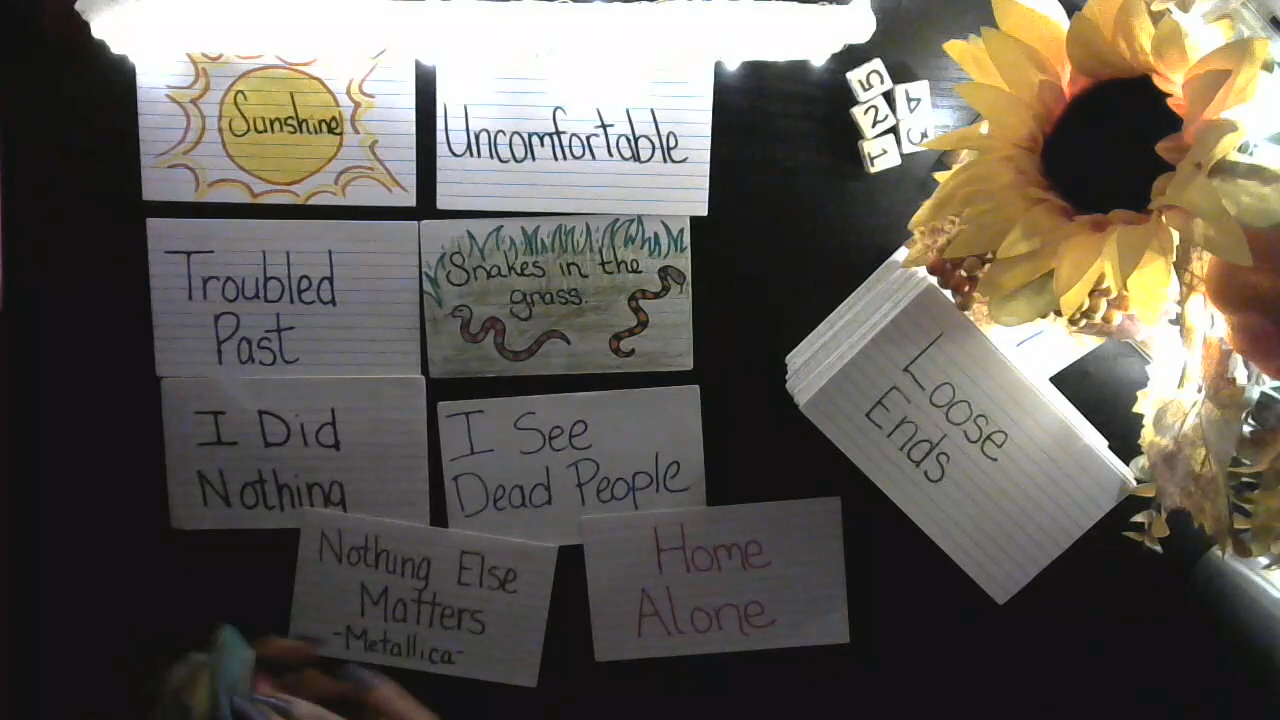 Sunshine
Uncomfortable
Troubled
Past
Snakes in the
grass.
I Did
Nothing
I See
Dead People
Nothing Else
Matters
-Metallica-
Home
Alone
Loose
Ends
5
2
1
4
3